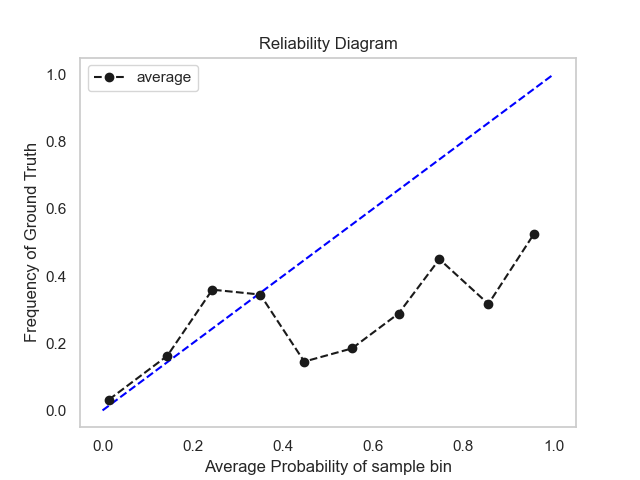 Reliability Diagram
average
Frequency of Ground Truth
1.0
0.8
0.6
0.4
0.2
0.0
0.0 0.2 0.4 0.6 0.8 1.0
Average Probability of sample bin